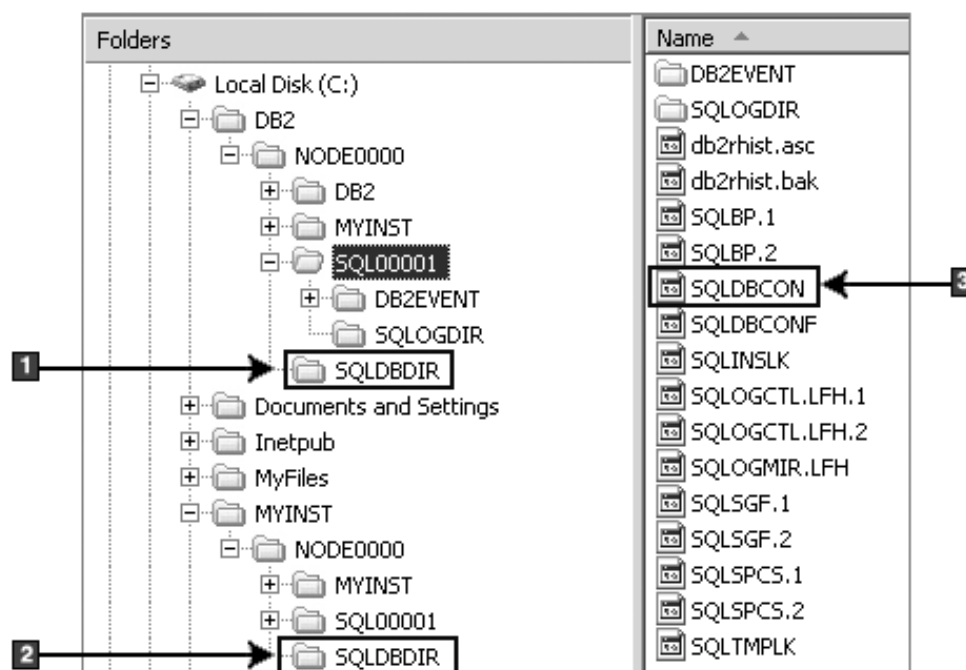 Folders
Local Disk (C:)
DB2
NODE0000
DB2
MYINST
SQL00001
DB2EVENT
SQLOGDIR
1
SQLDBDIR
Documents and Settings
Inetpub
MyFiles
MYINST
NODE0000
MYINST
SQL00001
2
SQLDBDIR
Name
DB2EVENT
SQLOGDIR
db2rhist.asc
db2rhist.bak
SQLBP.1
SQLBP.2
SQLDBCON
3
SQLDBCONF
SQLINSLK
SQLOGCTL.LFH.1
SQLOGCTL.LFH.2
SQLOGMIR.LFH
SQLSGF.1
SQLSGF.2
SQLSPCS.1
SQLSPCS.2
SQLTMPLK